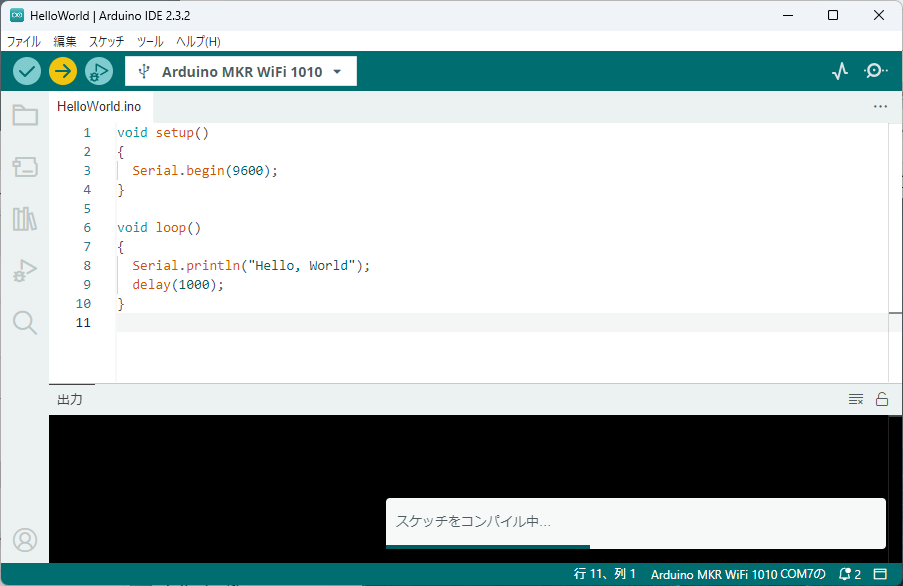 HelloWorld | Arduino IDE 2.3.2
ファイル 編集 スケッチ ツール ヘルプ(H)
Arduino MKR WiFi 1010
HelloWorld.ino
1 void setup()
2 {
3 Serial.begin(9600);
4 }
5
6 void loop()
7 {
8 Serial.println("Hello, World");
9 delay(1000);
10 }
11
出力
スケッチをコンパイル中...
行 11、列 1 Arduino MKR WiFi 1010 COM7の 2